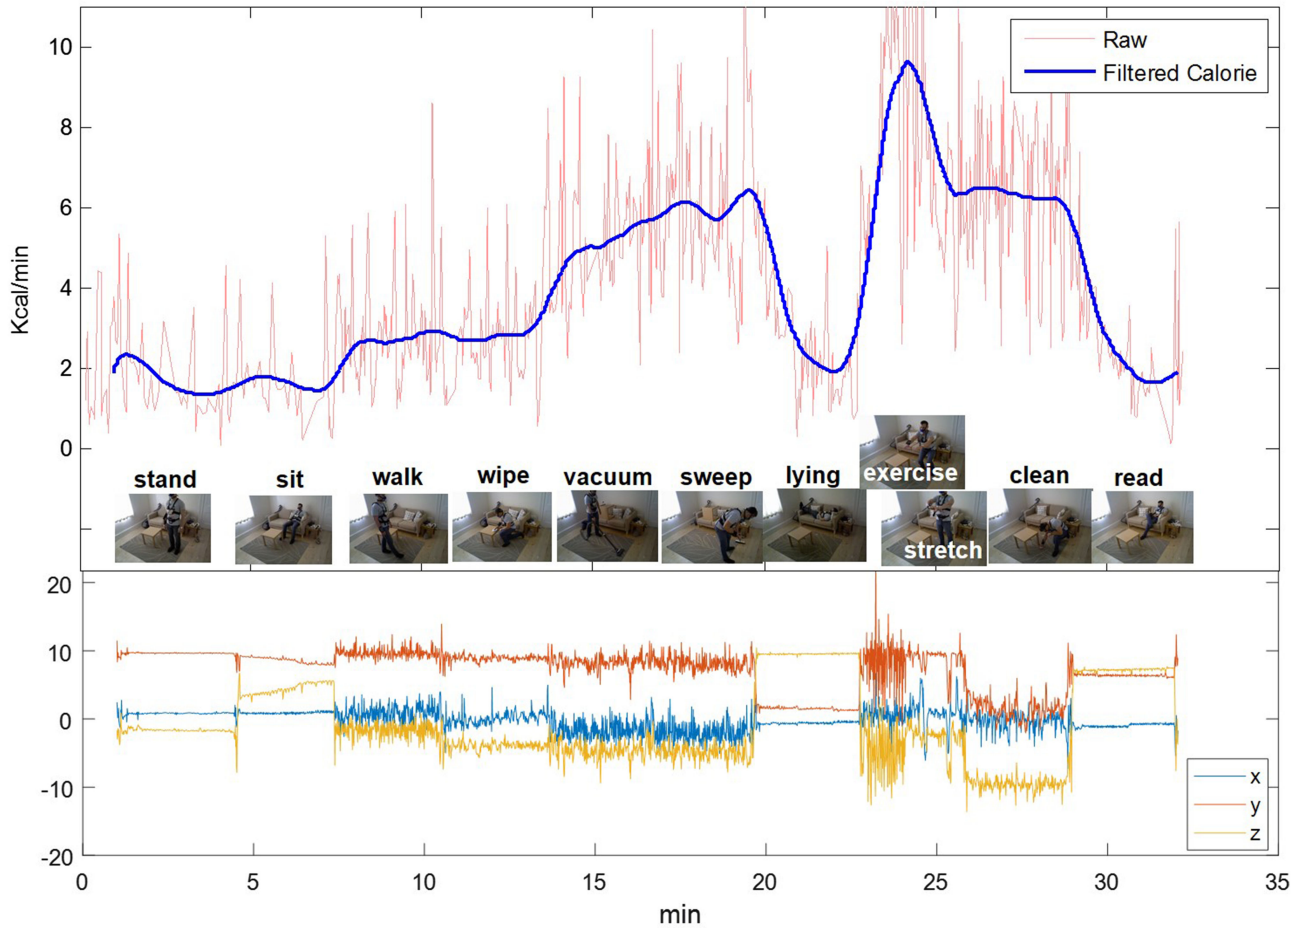 10
8
6
4
2
0
Kcal/min
Raw
Filtered Calorie
stand
sit
walk
wipe
vacuum
sweep
lying
exercise
stretch
clean
read
20
10
0
-10
-20
x
y
z
0 5 10 15 20 25 30 35
min